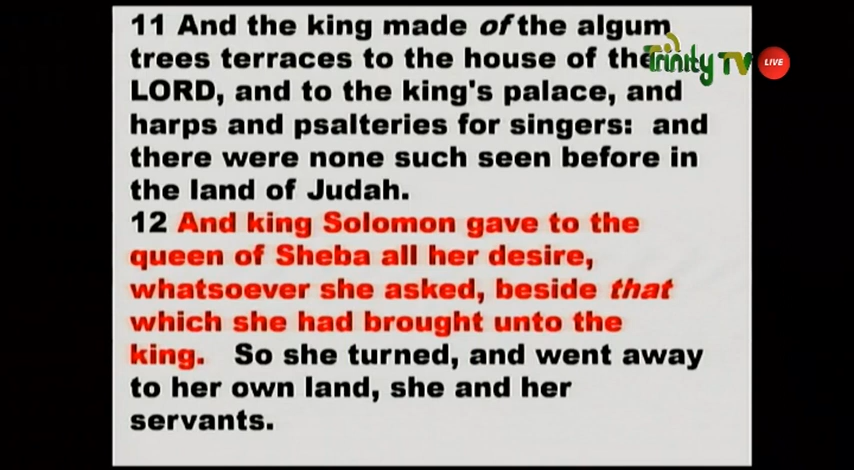 11 And the king made of the algum
trees terraces to the house of the
LORD, and to the king's palace, and
harps and psalteries for singers: and
there were none such seen before in
the land of Judah.
12 And king Solomon gave to the
queen of Sheba all her desire,
whatsoever she asked, beside that
which she had brought unto the
king. So she turned, and went away
to her own land, she and her
servants.
Trinity TV
LIVE